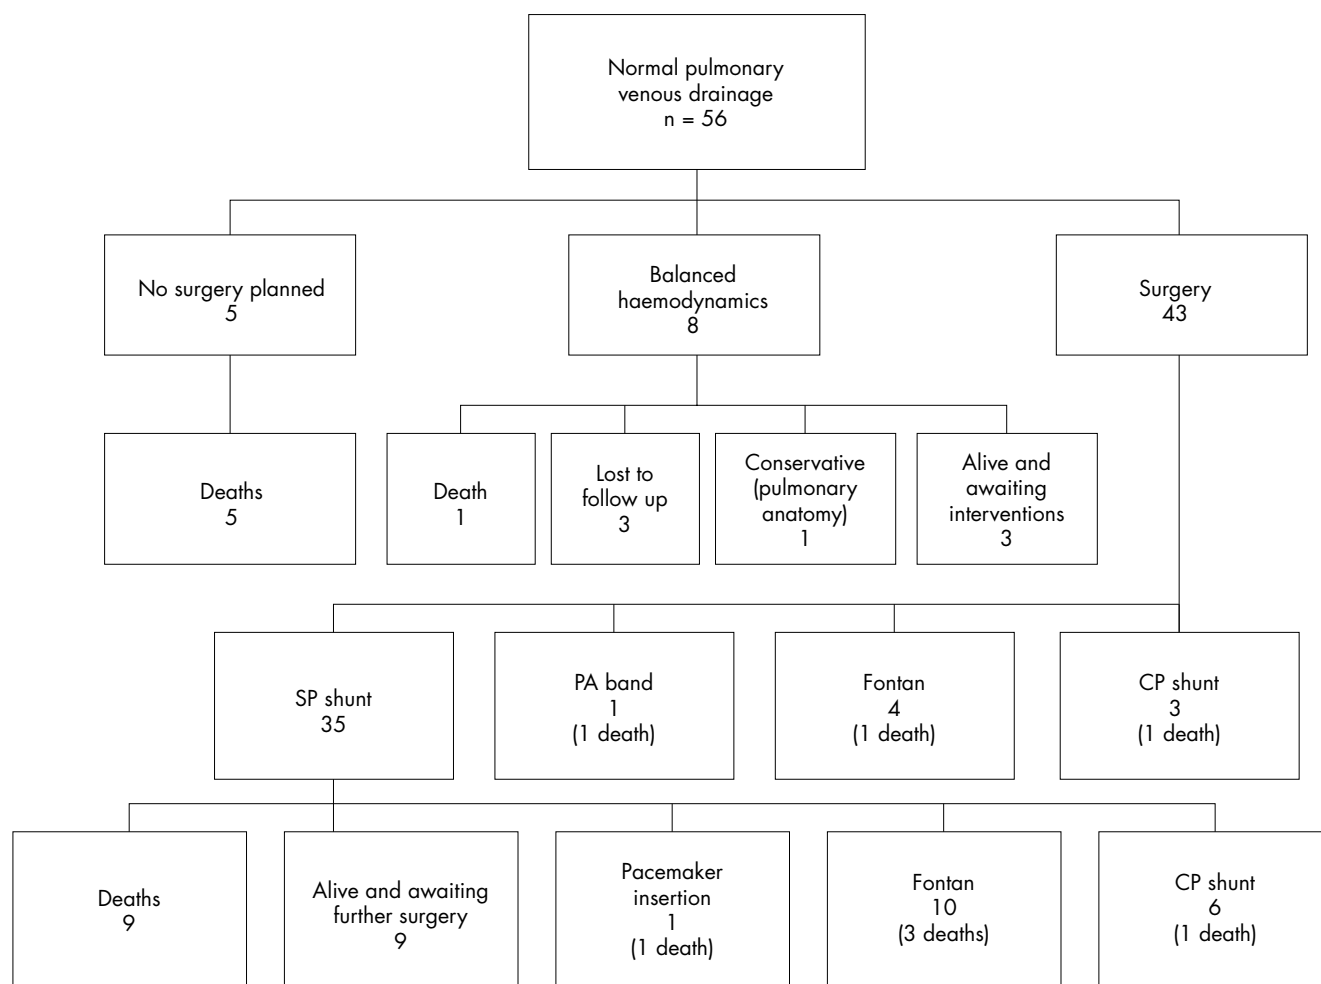 Normal pulmonary
venous drainage
n = 56
No surgery planned
5
Balanced
haemodynamics
8
Surgery
43
Deaths
5
Death
1
Lost to
follow up
3
Conservative
(pulmonary
anatomy)
1
Alive and
awaiting
interventions
3
SP shunt
35
PA band
1
(1 death)
Fontan
4
(1 death)
CP shunt
3
(1 death)
Deaths
9
Alive and awaiting
further surgery
9
Pacemaker
insertion
1
(1 death)
Fontan
10
(3 deaths)
CP shunt
6
(1 death)